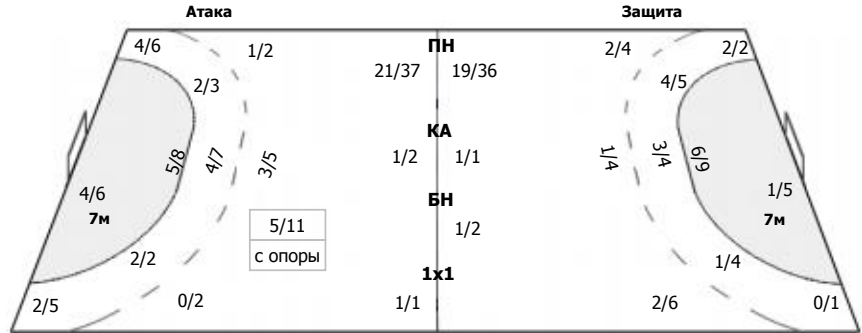 Атака Защита
4/6 1/2 ПН 2/4 2/2
2/3 21/37 19/36 4/5
КА
5/8 4/7 3/5 1/2 1/1 1/4 3/4 6/9
4/6 БН 1/5
7м 5/11 1/2 7м
2/2 с опоры 1/4
1x1
2/5 0/2 1/1 2/6 0/1